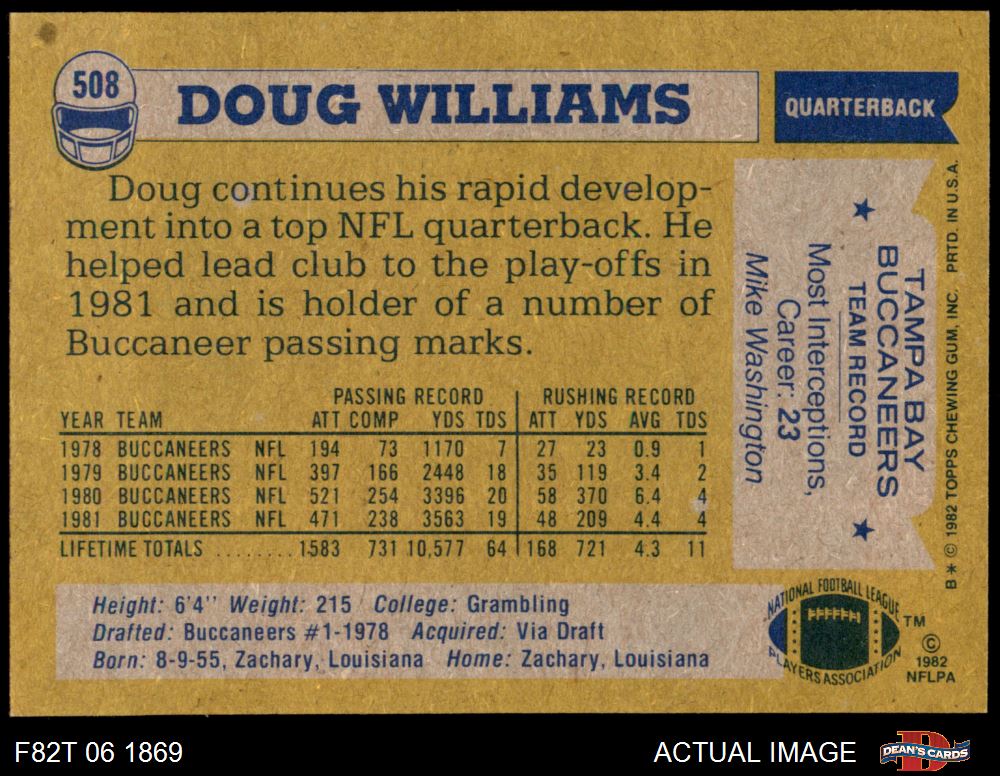 508
DOUG WILLIAMS
QUARTERBACK
Doug continues his rapid develop-
ment into a top NFL quarterback. He
helped lead club to the play-offs in
1981 and is holder of a number of
Buccaneer passing marks.
TAMPA BAY
BUCCANEERS
TEAM RECORD
Most Interceptions,
Career: 23
Mike Washington
B * © 1982 TOPPS CHEWING GUM, INC. PRTD. IN U.S.A.
PASSING RECORD RUSHING RECORD
YEAR TEAM ATT COMP YDS TDS ATT YDS AVG TDS
1978 BUCCANEERS NFL 194 73 1170 7 27 23 0.9 1
1979 BUCCANEERS NFL 397 166 2448 18 35 119 3.4 2
1980 BUCCANEERS NFL 521 254 3396 20 58 370 6.4 4
1981 BUCCANEERS NFL 471 238 3563 19 48 209 4.4 4
LIFETIME TOTALS ........ 1583 731 10,577 64 168 721 4.3 11
Height: 6'4" Weight: 215 College: Grambling
Drafted: Buccaneers #1-1978 Acquired: Via Draft
Born: 8-9-55, Zachary, Louisiana Home: Zachary, Louisiana
NATIONAL FOOTBALL LEAGUE
PLAYERS ASSOCIATION
TM
©
1982
NFLPA
F82T 06 1869
ACTUAL IMAGE
DEAN'S CARDS